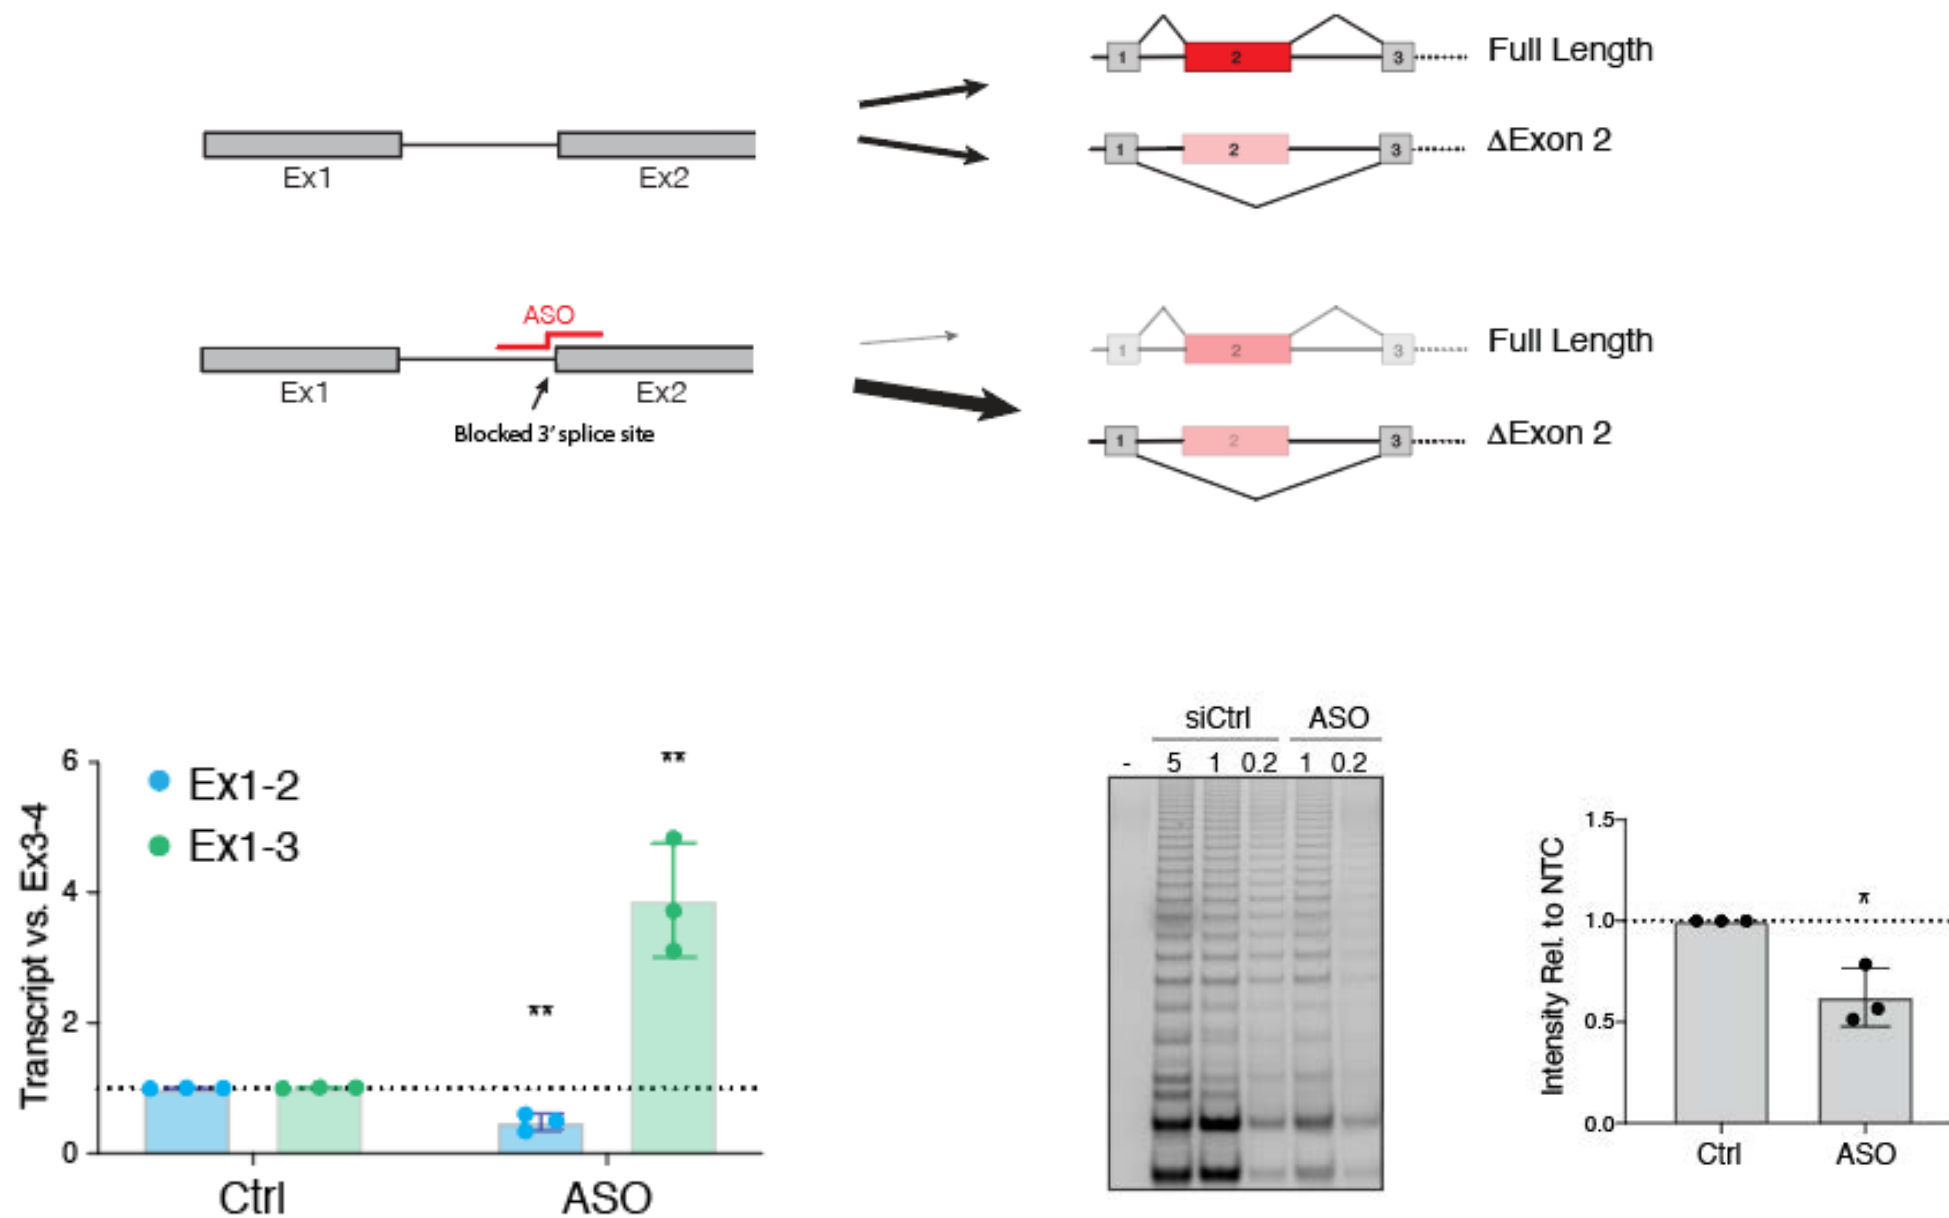 1 2 3 Full Length
Ex1 Ex2
1 2 3 ΔExon 2
ASO
Ex1 Ex2
Blocked 3' splice site
1 2 3 Full Length
1 2 3 ΔExon 2
Transcript vs. Ex3-4
6
4
2
0
Ex1-2
Ex1-3
**
**
Ctrl ASO
siCtrl ASO
- 5 1 0.2 1 0.2
Intensity Rel. to NTC
1.5
1.0
0.5
0.0
*
Ctrl ASO